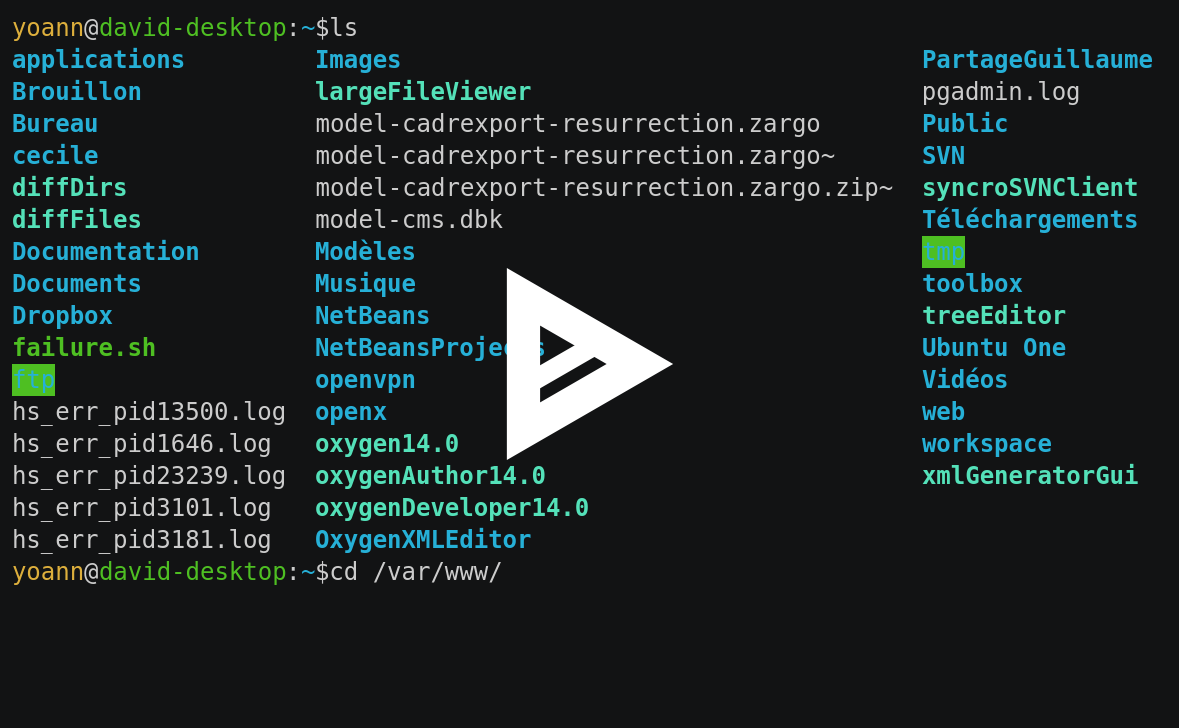 yoann@david-desktop:~$ls
applications Images PartageGuillaume
Brouillon largeFileViewer pgadmin.log
Bureau model-cadrexport-resurrection.zargo Public
cecile model-cadrexport-resurrection.zargo~ SVN
diffDirs model-cadrexport-resurrection.zargo.zip~ syncroSVNClient
diffFiles model-cms.dbk Téléchargements
Documentation Modèles tmp
Documents Musique toolbox
Dropbox NetBeans treeEditor
failure.sh NetBeansProjects Ubuntu One
ftp openvpn Vidéos
hs_err_pid13500.log openx web
hs_err_pid1646.log oxygen14.0 workspace
hs_err_pid23239.log oxygenAuthor14.0 xmlGeneratorGui
hs_err_pid3101.log oxygenDeveloper14.0
hs_err_pid3181.log OxygenXMLEditor
yoann@david-desktop:~$cd /var/www/